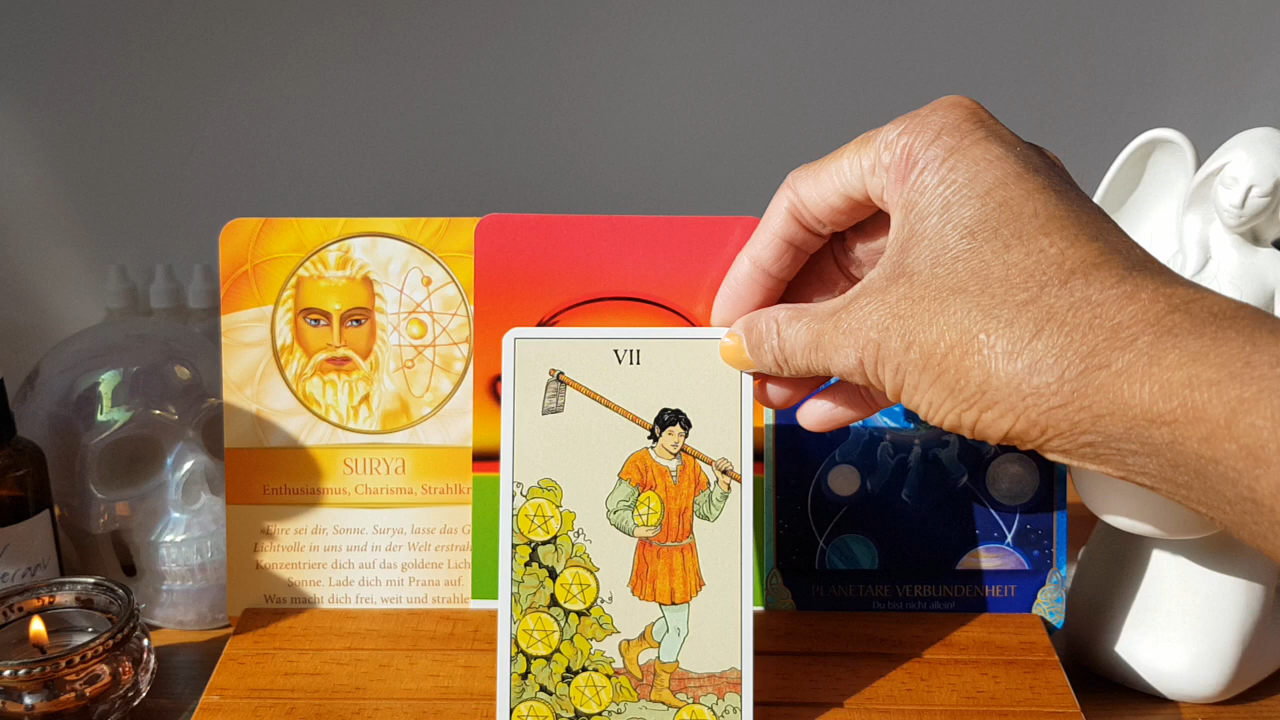 VII
SURYA
Enthusiasmus, Charisma, Strahlkr
»Ehre sei dir, Sonne. Surya, lasse das G
Lichtvolle in uns und in der Welt erstrah
Konzentriere dich auf das goldene Lich
Sonne. Lade dich mit Prana auf.
Was macht dich frei, weit und strahle
PLANETARE VERBUNDENHEIT
Du bist nicht allein!